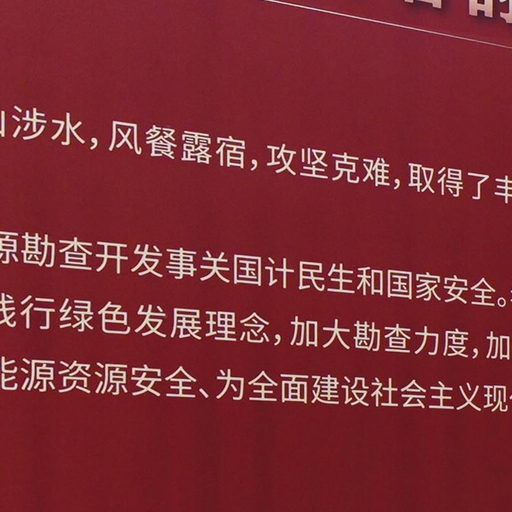 山涉水，风餐露宿，攻坚克难，取得了丰
源勘查开发事关国计民生和国家安全。
践行绿色发展理念，加大勘查力度，加
能源资源安全、为全面建设社会主义现